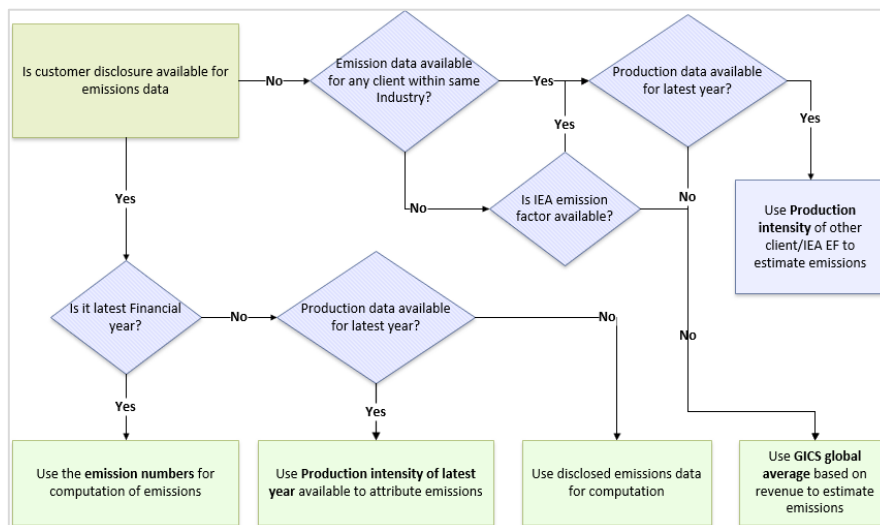 Is customer disclosure available for
emissions data
No
Emission data available
for any client within same
Industry?
Yes
Production data available
for latest year?
Yes
Yes
No
Is IEA emission
factor available?
No
Use Production
intensity of other
client/IEA EF to
estimate emissions
Yes
Is it latest Financial
year?
No
Production data available
for latest year?
No
No
Yes
Yes
Use the emission numbers for
computation of emissions
Use Production intensity of latest
year available to attribute emissions
Use disclosed emissions data
for computation
Use GICS global
average based on
revenue to estimate
emissions